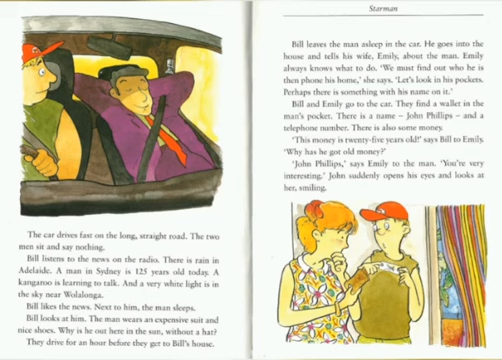 The car drives fast on the long, straight road. The two
men sit and say nothing.
Bill listens to the news on the radio. There is rain in
Adelaide. A man in Sydney is 125 years old today. A
kangaroo is learning to talk. And a very white light is in
the sky near Wolalonga.
Bill likes the news. Next to him, the man sleeps.
Bill looks at him. The man wears an expensive suit and
nice shoes. Why is he out here in the sun, without a hat?
They drive for an hour before they get to Bill's house.
Starman
Bill leaves the man asleep in the car. He goes into the
house and tells his wife, Emily, about the man. Emily
always knows what to do. 'We must find out who he is
then phone his home,' she says. 'Let's look in his pockets.
Perhaps there is something with his name on it.'
Bill and Emily go to the car. They find a wallet in the
man's pocket. There is a name – John Phillips – and a
telephone number. There is also some money.
'This money is twenty-five years old!' says Bill to Emily.
'Why has he got old money?'
'John Phillips,' says Emily to the man. 'You're very
interesting.' John suddenly opens his eyes and looks at
her, smiling.